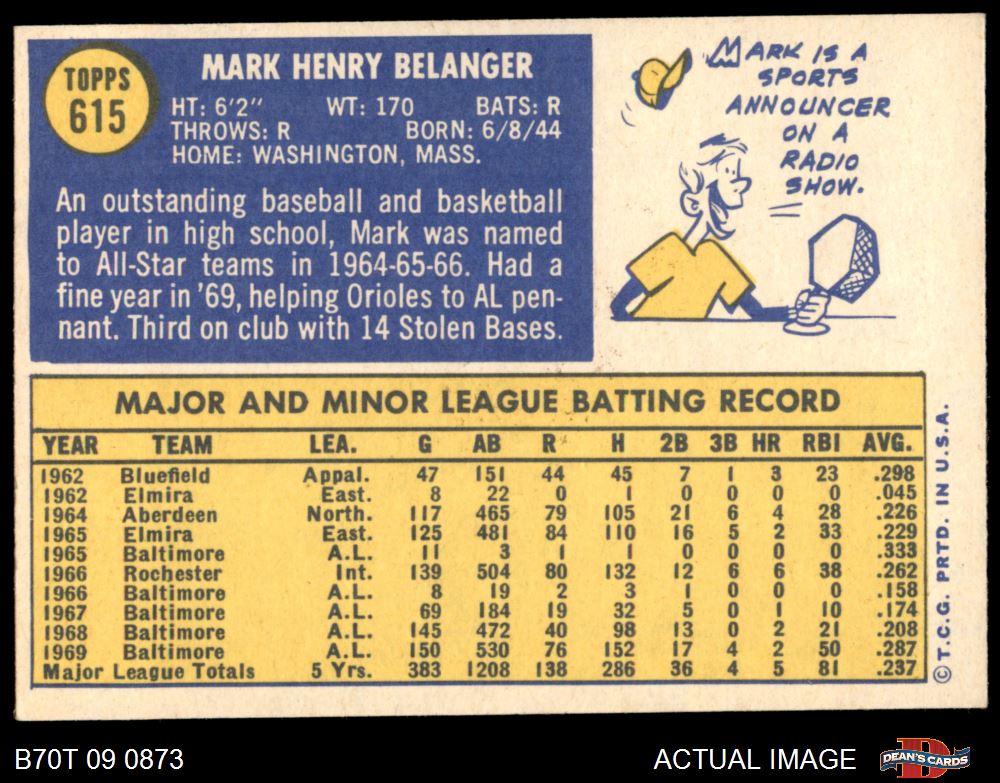 TOPPS
615
MARK HENRY BELANGER
HT: 6'2" WT: 170 BATS: R
THROWS: R BORN: 6/8/44
HOME: WASHINGTON, MASS.
An outstanding baseball and basketball
player in high school, Mark was named
to All-Star teams in 1964-65-66. Had a
fine year in '69, helping Orioles to AL pen-
nant. Third on club with 14 Stolen Bases.
MARK IS A
SPORTS
ANNOUNCER
ON A
RADIO
SHOW.
MAJOR AND MINOR LEAGUE BATTING RECORD
YEAR TEAM LEA. G AB R H 2B 3B HR RBI AVG.
1962 Bluefield Appal. 47 151 44 45 7 1 3 23 .298
1962 Elmira East. 8 22 0 1 0 0 0 0 .045
1964 Aberdeen North. 117 465 79 105 21 6 4 28 .226
1965 Elmira East. 125 481 84 110 16 5 2 33 .229
1965 Baltimore A.L. 11 3 1 1 0 0 0 0 .333
1966 Rochester Int. 139 504 80 132 12 6 6 38 .262
1966 Baltimore A.L. 8 19 2 3 1 0 0 0 .158
1967 Baltimore A.L. 69 184 19 32 5 0 1 10 .174
1968 Baltimore A.L. 145 472 40 98 13 0 2 21 .208
1969 Baltimore A.L. 150 530 76 152 17 4 2 50 .287
Major League Totals 5 Yrs. 383 1208 138 286 36 4 5 81 .237
© T.C.G. PRTD. IN U.S.A.
B70T 09 0873
ACTUAL IMAGE
DEAN'S CARDS